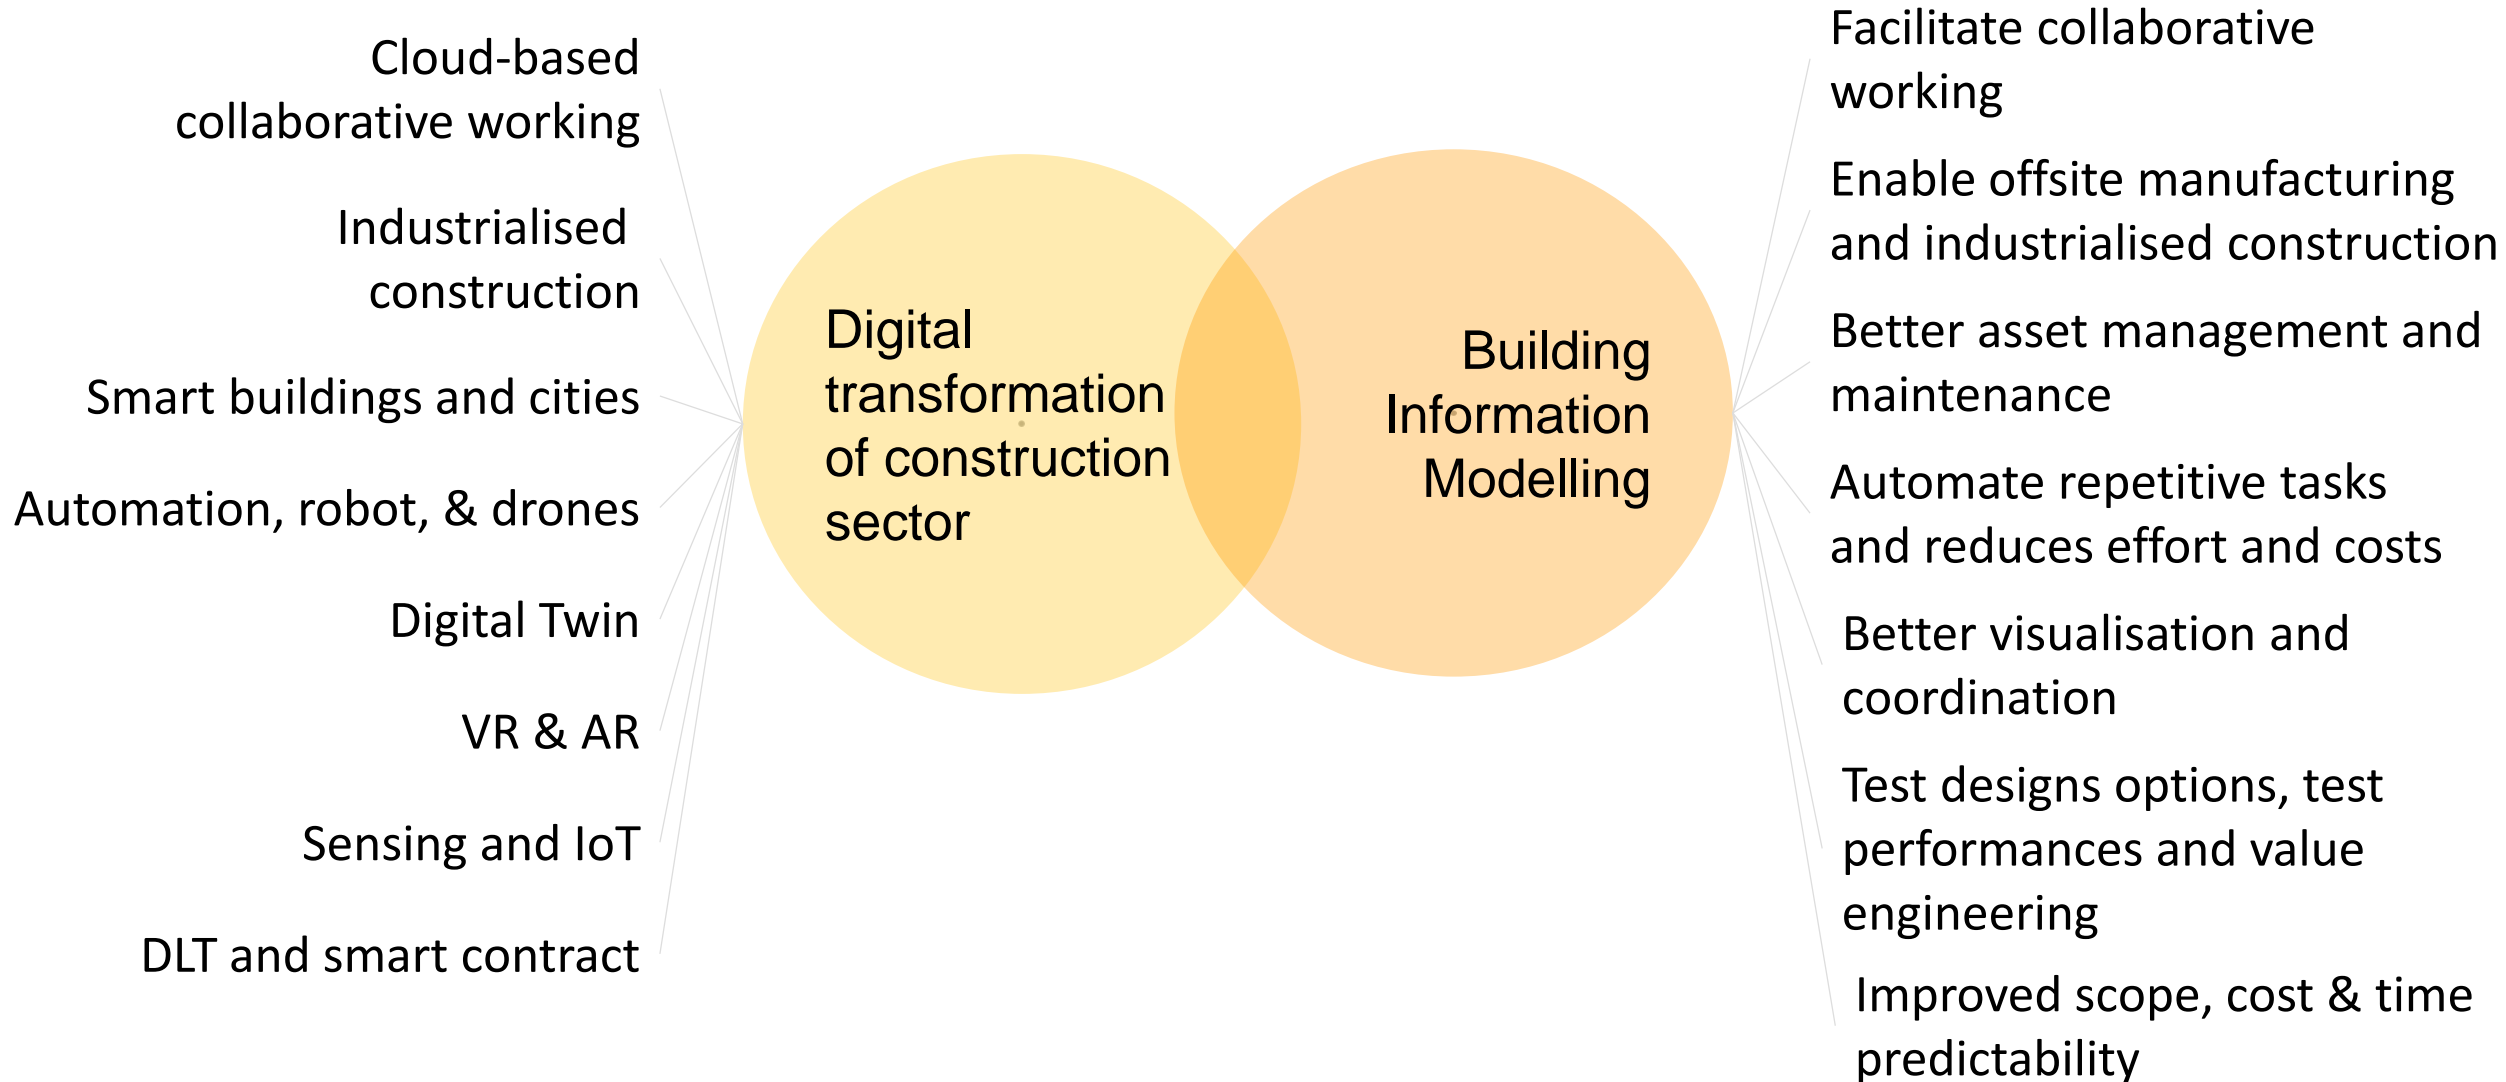 Cloud-based
collaborative working
Industrialised
construction
Smart buildings and cities
Automation, robot, & drones
Digital Twin
VR & AR
Sensing and IoT
DLT and smart contract
Digital
transformation
of construction
sector
Building
Information
Modelling
Facilitate collaborative
working
Enable offsite manufacturing
and industrialised construction
Better asset management and
maintenance
Automate repetitive tasks
and reduces effort and costs
Better visualisation and
coordination
Test designs options, test
performances and value
engineering
Improved scope, cost & time
predictability